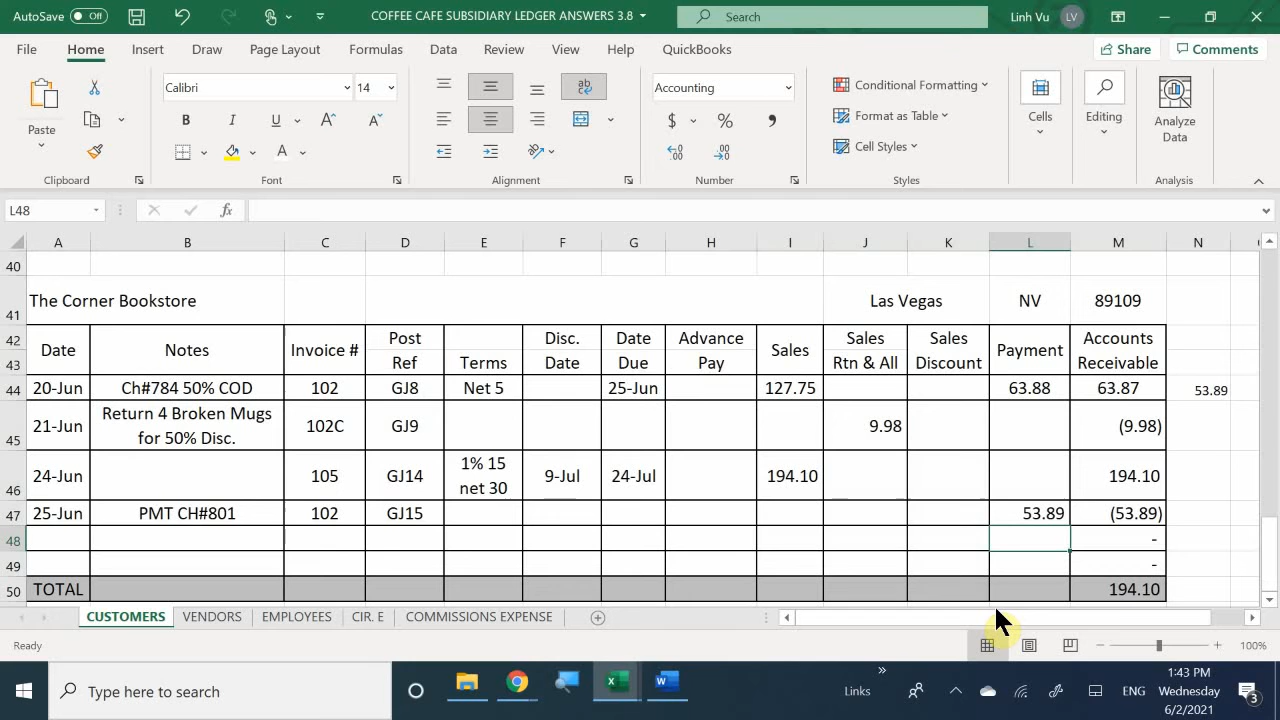 AutoSave Off COFFEE CAFE SUBSIDIARY LEDGER ANSWERS 3.8 Search Linh Vu LV
File Home Insert Draw Page Layout Formulas Data Review View Help QuickBooks Share Comments
Calibri 14 Accounting Conditional Formatting
Paste B I U A A A $ % , Format as Table Cells Editing Analyze Data
Cell Styles
Clipboard Font Alignment Number Styles Analysis
L48 fx
A B C D E F G H I J K L M N
40
41 The Corner Bookstore Las Vegas NV 89109
42 Date Notes Invoice # Post Disc. Date Advance Sales Sales Sales Payment Accounts
43 Ref Terms Date Due Pay Rtn & All Discount Receivable
44 20-Jun Ch#784 50% COD 102 GJ8 Net 5 25-Jun 127.75 63.88 63.87 53.89
45 21-Jun Return 4 Broken Mugs for 50% Disc. 102C GJ9 9.98 (9.98)
46 24-Jun 105 GJ14 1% 15 net 30 9-Jul 24-Jul 194.10 194.10
47 25-Jun PMT CH#801 102 GJ15 53.89 (53.89)
48 -
49 -
50 TOTAL 194.10
CUSTOMERS VENDORS EMPLOYEES CIR. E COMMISSIONS EXPENSE
Ready 100%
Type here to search Links ENG 1:43 PM
Wednesday
6/2/2021 3